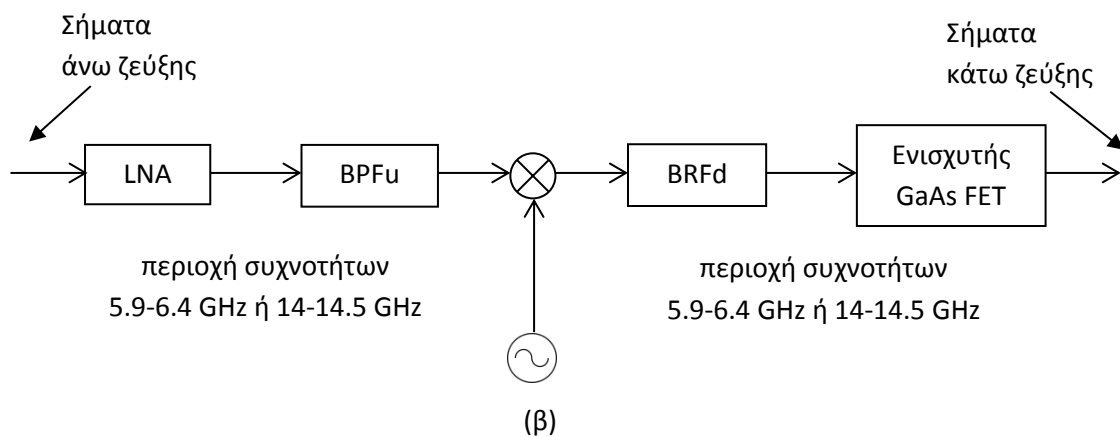 Σήματα
άνω ζεύξης
Σήματα
κάτω ζεύξης
LNA
BPFu
BRFd
Ενισχυτής
GaAs FET
περιοχή συχνοτήτων
5.9-6.4 GHz ή 14-14.5 GHz
περιοχή συχνοτήτων
5.9-6.4 GHz ή 14-14.5 GHz
(β)